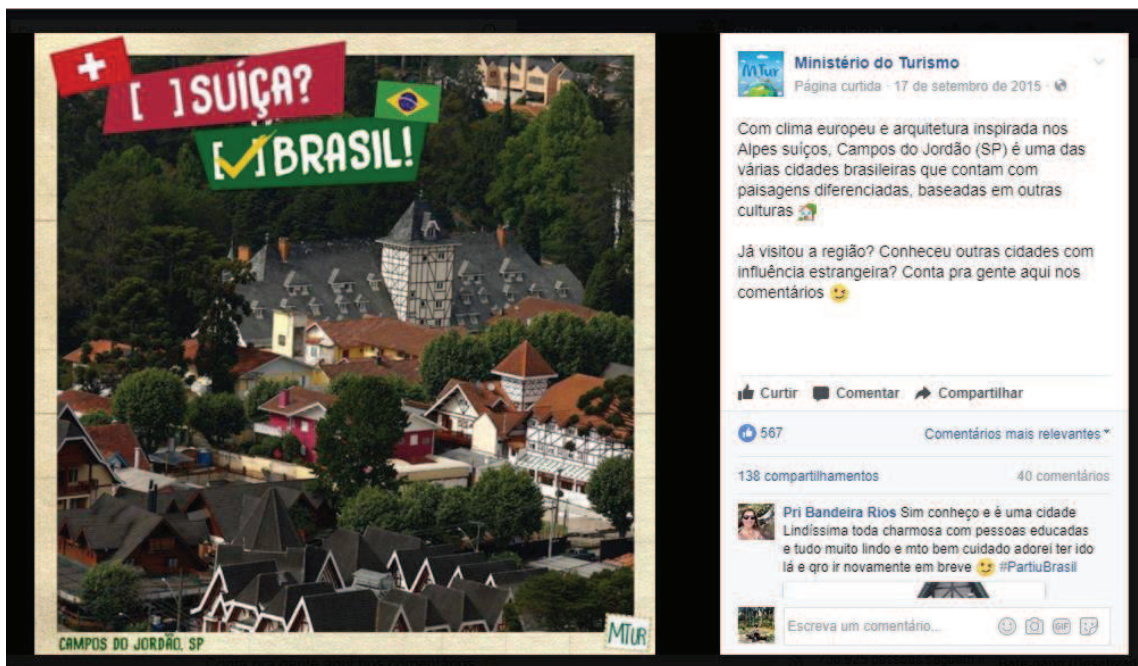 [ ] SUÍÇA?
[✓] BRASIL!
CAMPOS DO JORDÃO, SP
MTUR
MTur
Ministério do Turismo
Página curtida · 17 de setembro de 2015 ·
Com clima europeu e arquitetura inspirada nos
Alpes suíços, Campos do Jordão (SP) é uma das
várias cidades brasileiras que contam com
paisagens diferenciadas, baseadas em outras
culturas 🏡
Já visitou a região? Conheceu outras cidades com
influência estrangeira? Conta pra gente aqui nos
comentários 😉
Curtir Comentar Compartilhar
567 Comentários mais relevantes
138 compartilhamentos 40 comentários
Pri Bandeira Rios Sim conheço e é uma cidade
Lindíssima toda charmosa com pessoas educadas
e tudo muito lindo e mto bem cuidado adorei ter ido
lá e qro ir novamente em breve 😉 #PartiuBrasil
Escreva um comentário... GIF